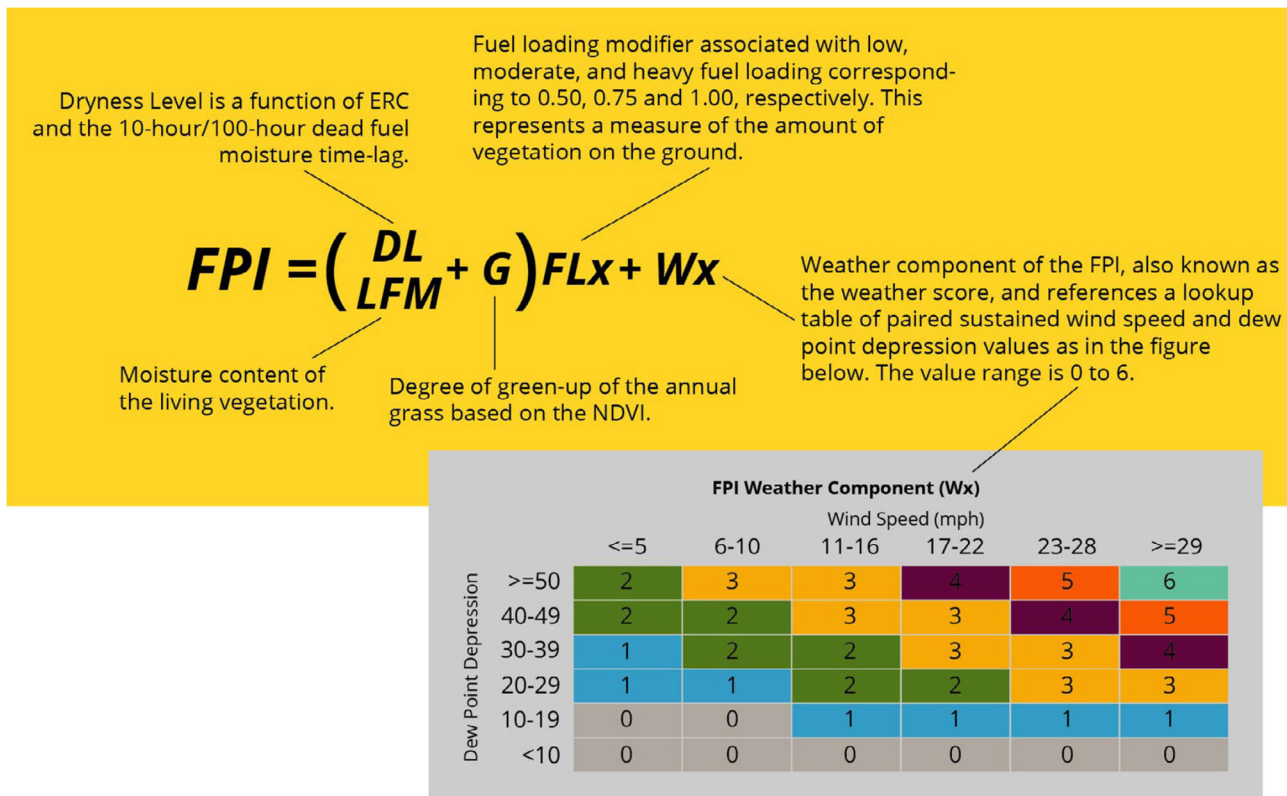 Fuel loading modifier associated with low,
moderate, and heavy fuel loading correspond-
ing to 0.50, 0.75 and 1.00, respectively. This
represents a measure of the amount of
vegetation on the ground.
Dryness Level is a function of ERC
and the 10-hour/100-hour dead fuel
moisture time-lag.
FPI = ( DL
LFM + G ) FLx + Wx
Weather component of the FPI, also known as
the weather score, and references a lookup
table of paired sustained wind speed and dew
point depression values as in the figure
below. The value range is 0 to 6.
Moisture content of
the living vegetation.
Degree of green-up of the annual
grass based on the NDVI.
FPI Weather Component (Wx)
Wind Speed (mph)
<=5 6-10 11-16 17-22 23-28 >=29
Dew Point Depression
>=50 2 3 3 4 5 6
40-49 2 2 3 3 4 5
30-39 1 2 2 3 3 4
20-29 1 1 2 2 3 3
10-19 0 0 1 1 1 1
<10 0 0 0 0 0 0